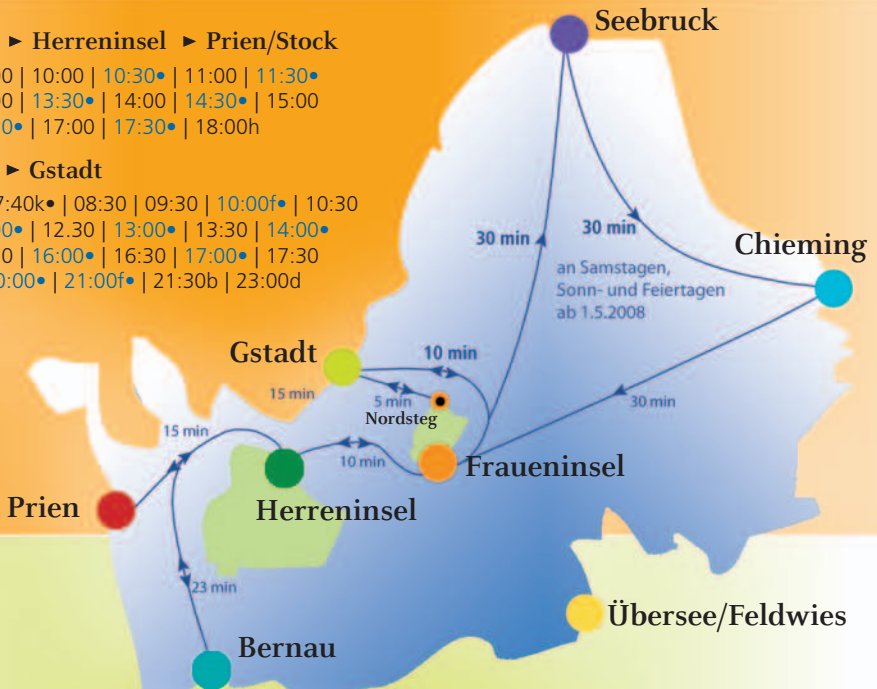 ► Herreninsel ► Prien/Stock
00 | 10:00 | 10:30• | 11:00 | 11:30•
00 | 13:30• | 14:00 | 14:30• | 15:00
0• | 17:00 | 17:30• | 18:00h
► Gstadt
7:40k• | 08:30 | 09:30 | 10:00f• | 10:30
00• | 12.30 | 13:00• | 13:30 | 14:00•
0 | 16:00• | 16:30 | 17:00• | 17:30
0:00• | 21:00f• | 21:30b | 23:00d
Seebruck
30 min
30 min
Chieming
an Samstagen,
Sonn- und Feiertagen
ab 1.5.2008
Gstadt
10 min
15 min
5 min
Nordsteg
30 min
15 min
10 min
Fraueninsel
Prien
Herreninsel
23 min
Übersee/Feldwies
Bernau